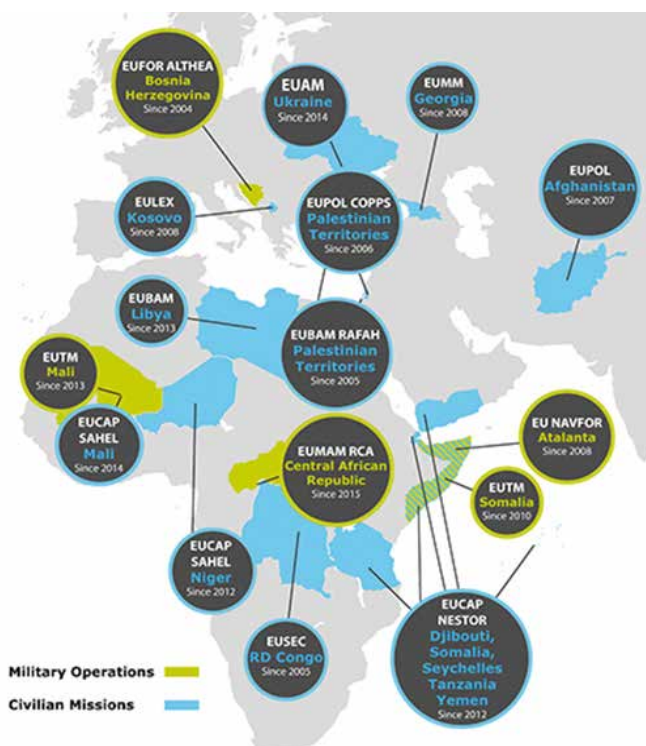 EUFOR ALTHEA
Bosnia
Herzegovina
Since 2004
EUAM
Ukraine
Since 2014
EUMM
Georgia
Since 2008
EUPOL
Afghanistan
Since 2007
EULEX
Kosovo
Since 2008
EUPOL COPPS
Palestinian
Territories
Since 2006
EUBAM
Libya
Since 2013
EUBAM RAFAH
Palestinian
Territories
Since 2005
EUTM
Mali
Since 2013
EUCAP
SAHEL
Mali
Since 2014
EUMAM RCA
Central African
Republic
Since 2015
EU NAVFOR
Atalanta
Since 2008
EUTM
Somalia
Since 2010
EUCAP
SAHEL
Niger
Since 2012
EUSEC
RD Congo
Since 2005
EUCAP
NESTOR
Djibouti,
Somalia,
Seychelles
Tanzania
Yemen
Since 2012
Military Operations
Civilian Missions